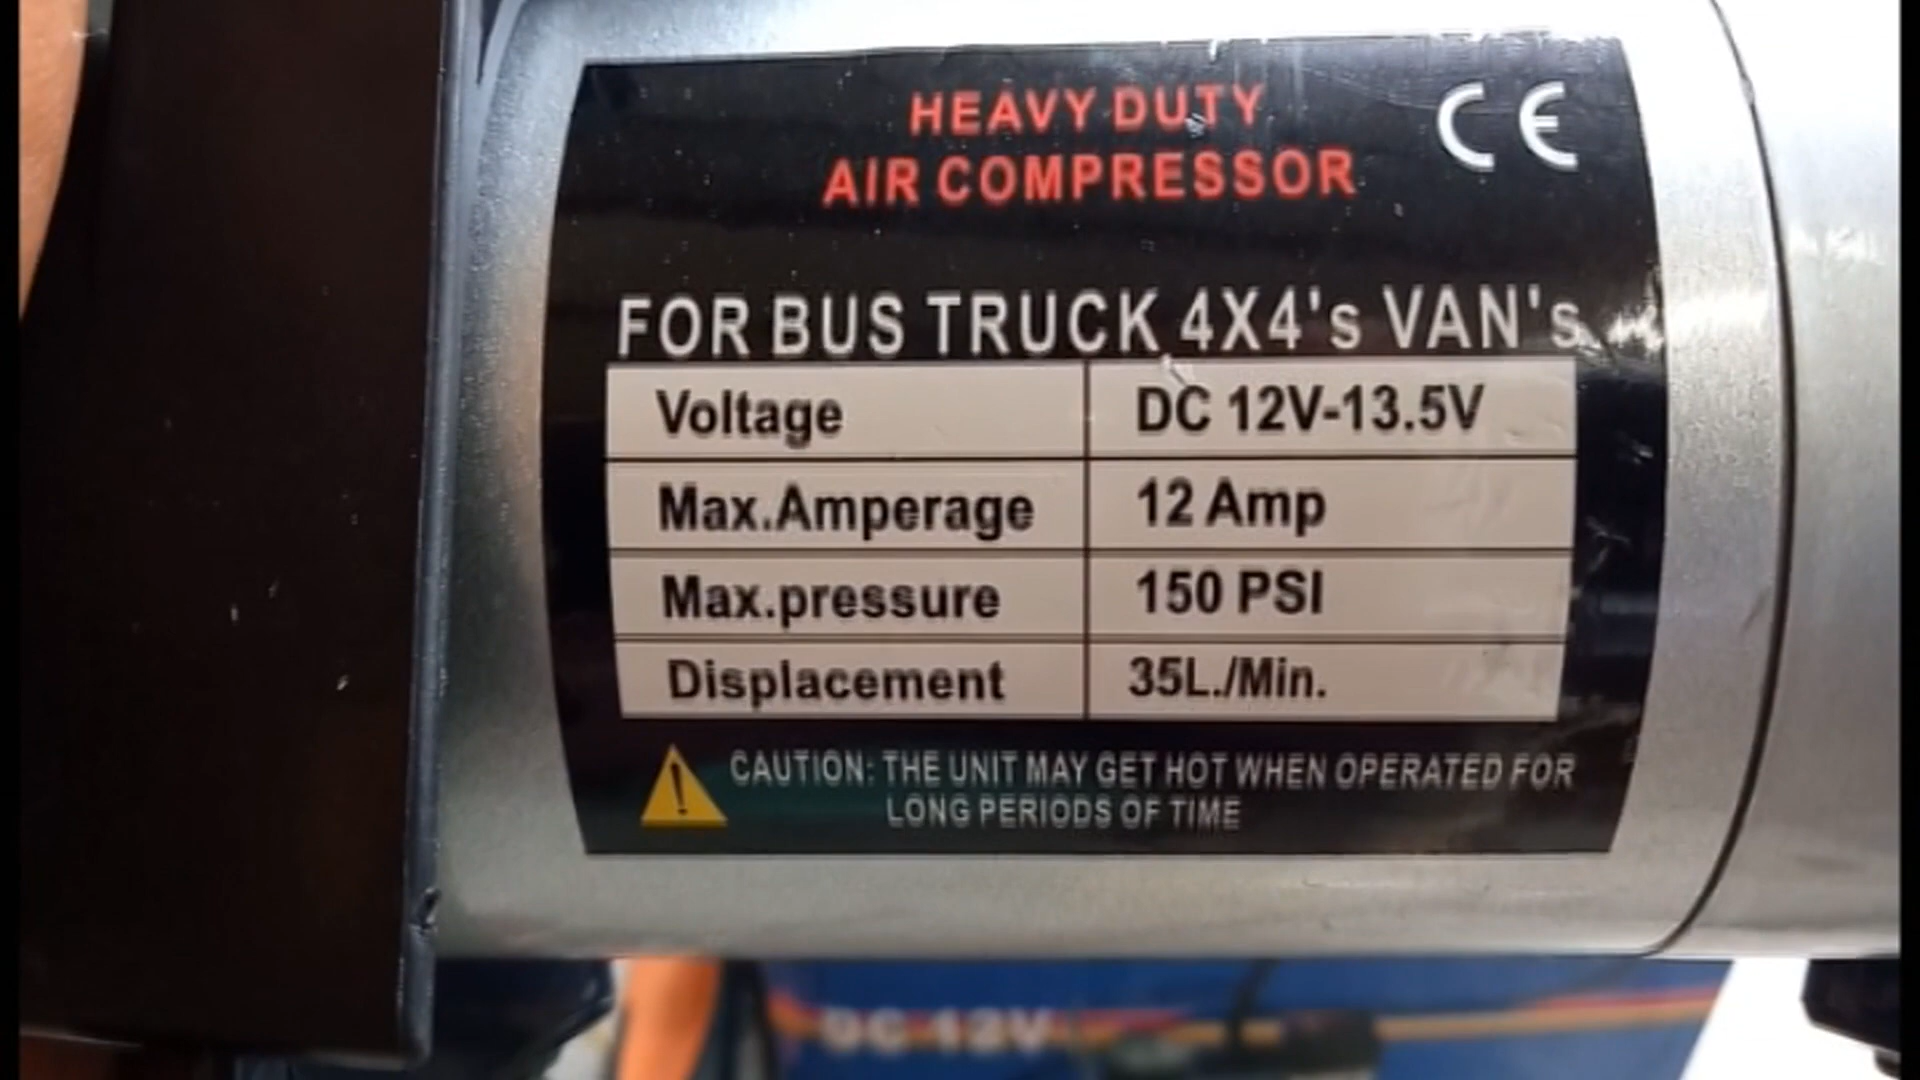 HEAVY DUTY
AIR COMPRESSOR
CE
FOR BUS TRUCK 4X4's VAN's
Voltage DC 12V-13.5V
Max.Amperage 12 Amp
Max.pressure 150 PSI
Displacement 35L./Min.
CAUTION: THE UNIT MAY GET HOT WHEN OPERATED FOR
LONG PERIODS OF TIME
DC 12V